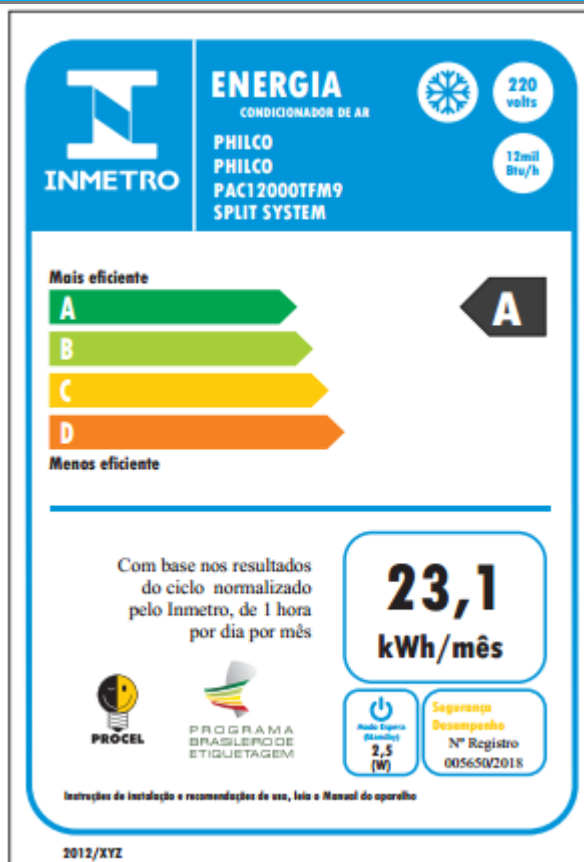 INMETRO
ENERGIA
CONDICIONADOR DE AR
220
volts
12mil
Btu/h
PHILCO
PHILCO
PAC12000TFM9
SPLIT SYSTEM
Mais eficiente
A
A
B
C
D
Menos eficiente
Com base nos resultados
do ciclo normalizado
pelo Inmetro, de 1 hora
por dia por mês
23,1
kWh/mês
PROCEL
PROGRAMA
BRASILEIRO DE
ETIQUETAGEM
Modo Espera
(Standby)
2,5
(W)
Segurança
Desempenho
Nº Registro
005650/2018
Instruções de instalação e recomendações de uso, leia o Manual do aparelho
2012/XYZ